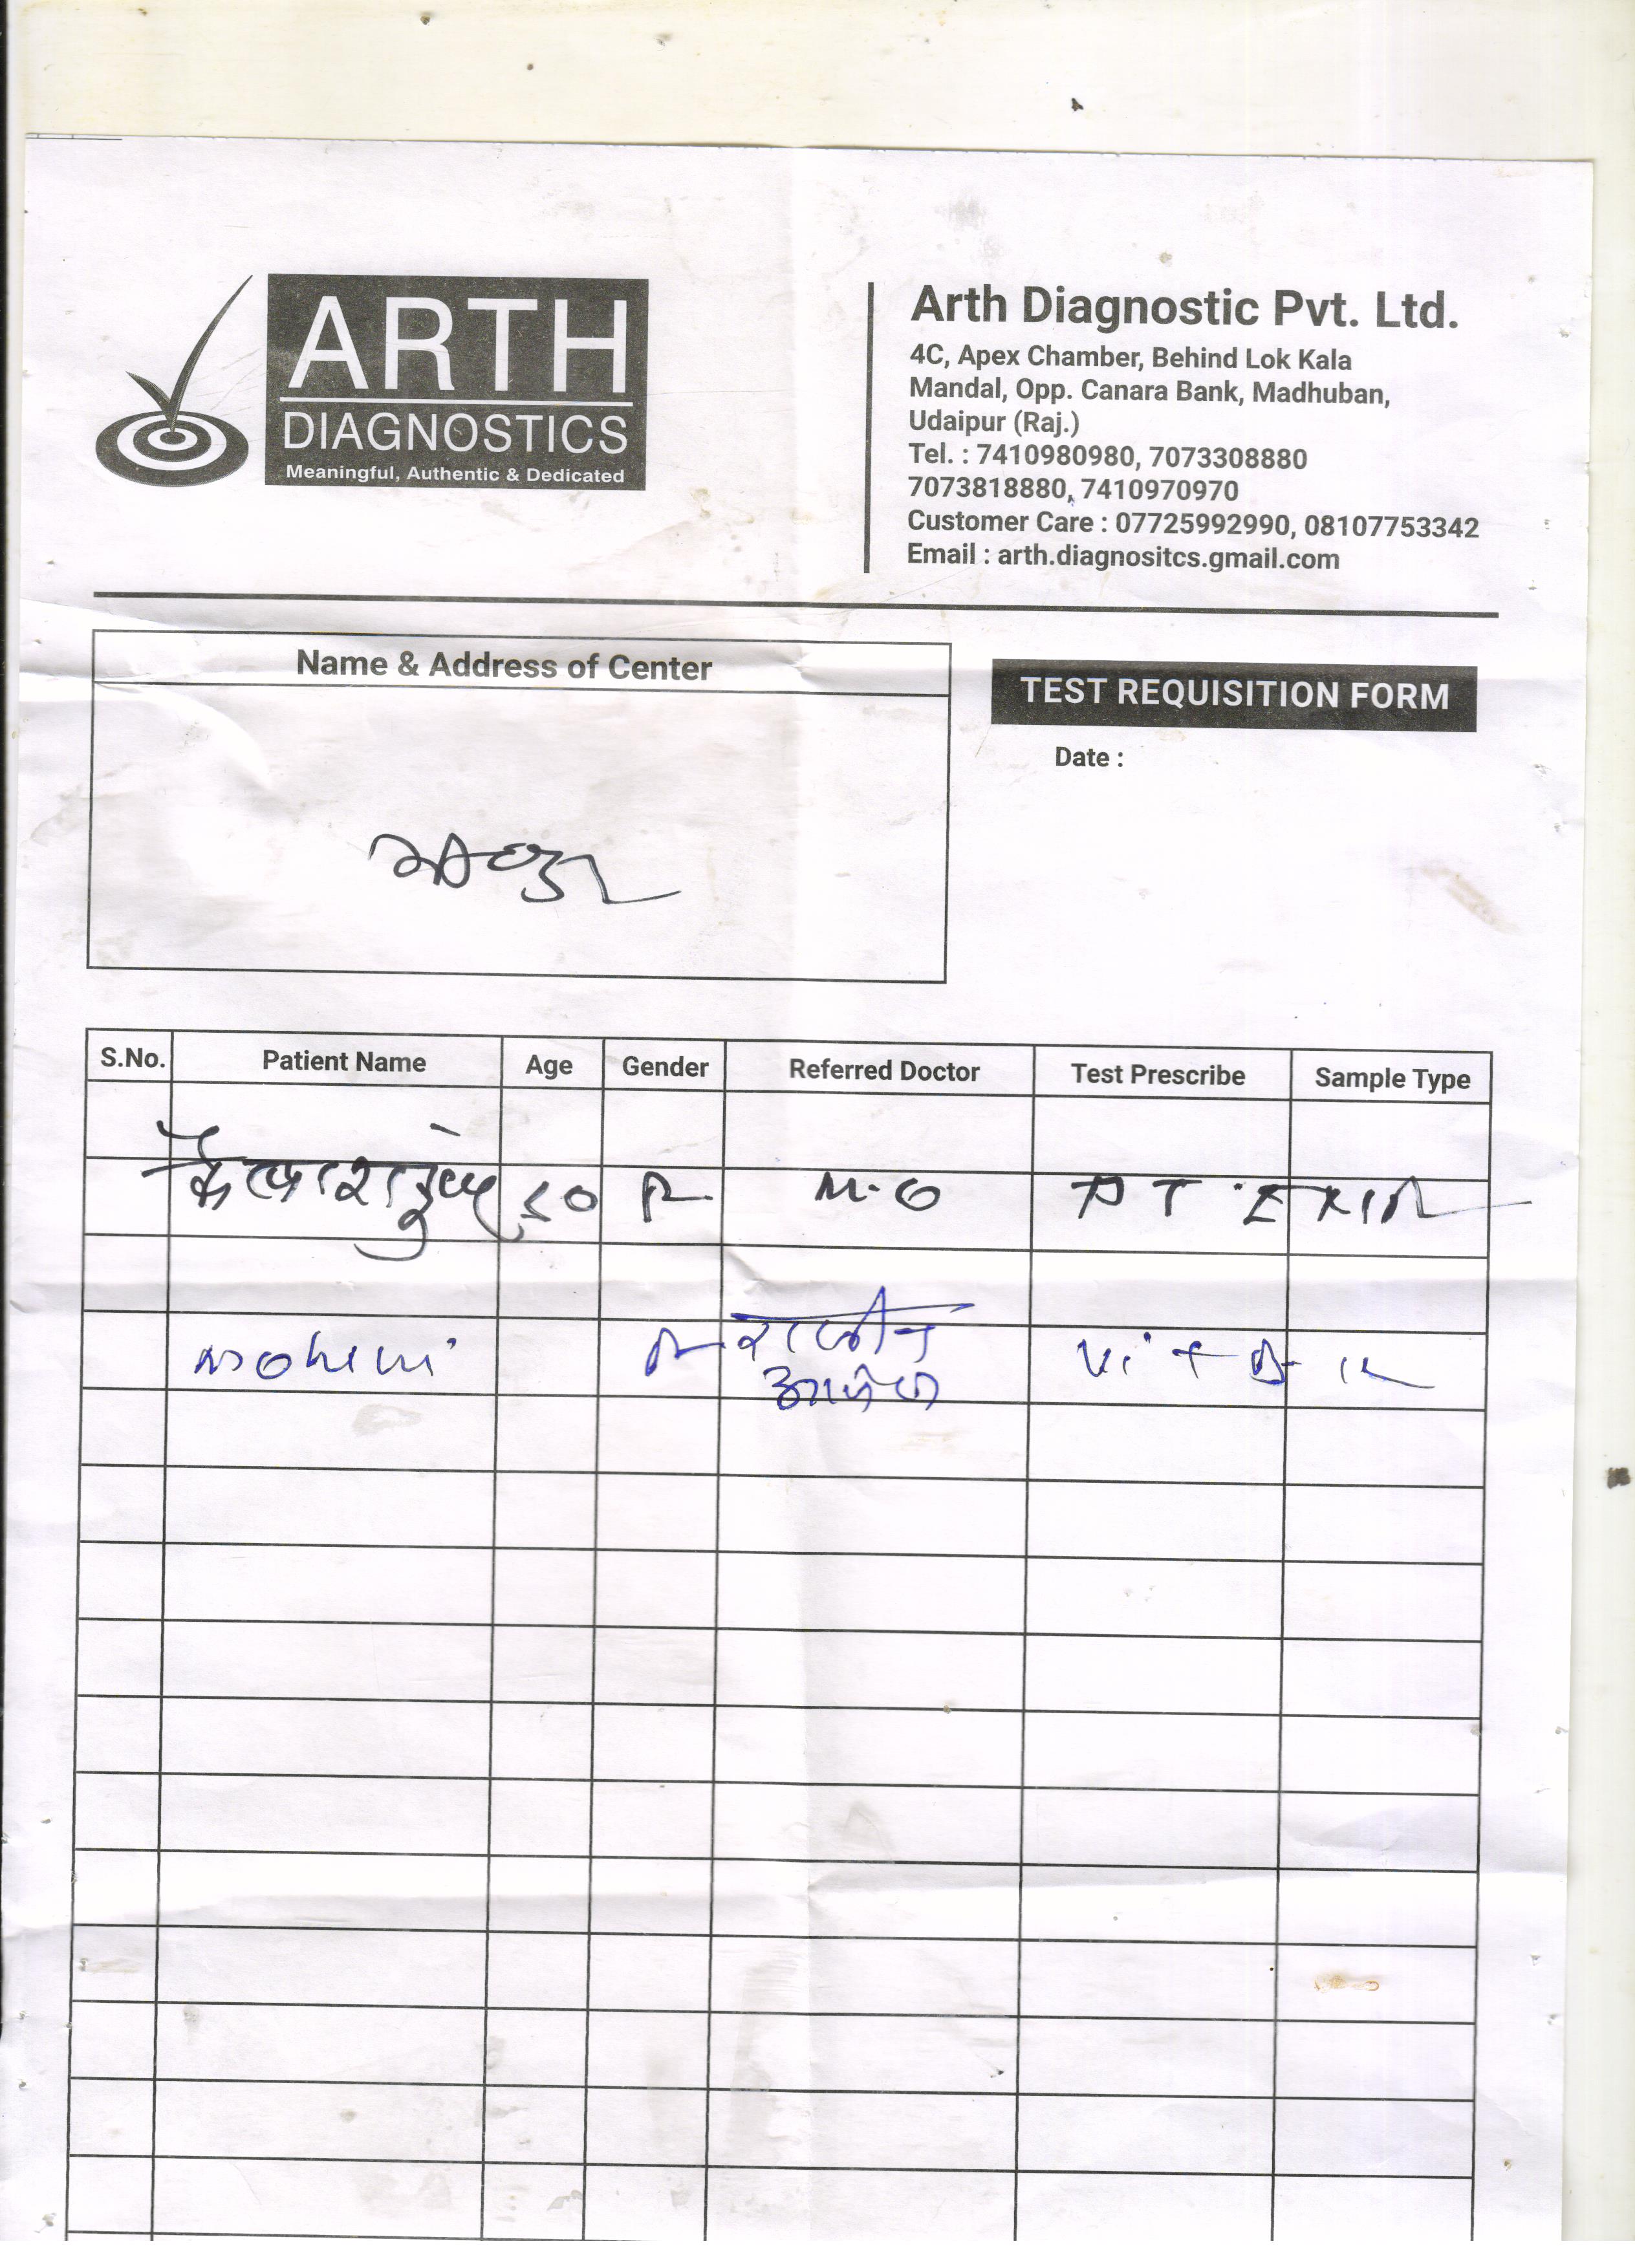 ARTH
DIAGNOSTICS
Meaningful, Authentic & Dedicated
Arth Diagnostic Pvt. Ltd.
4C, Apex Chamber, Behind Lok Kala
Mandal, Opp. Canara Bank, Madhuban,
Udaipur (Raj.)
Tel. : 7410980980, 7073308880
7073818880, 7410970970
Customer Care : 07725992990, 08107753342
Email : arth.diagnositcs.gmail.com
Name & Address of Center
TEST REQUISITION FORM
Date :
S.No. Patient Name Age Gender Referred Doctor Test Prescribe Sample Type
M.O
Mohini Vit B 12